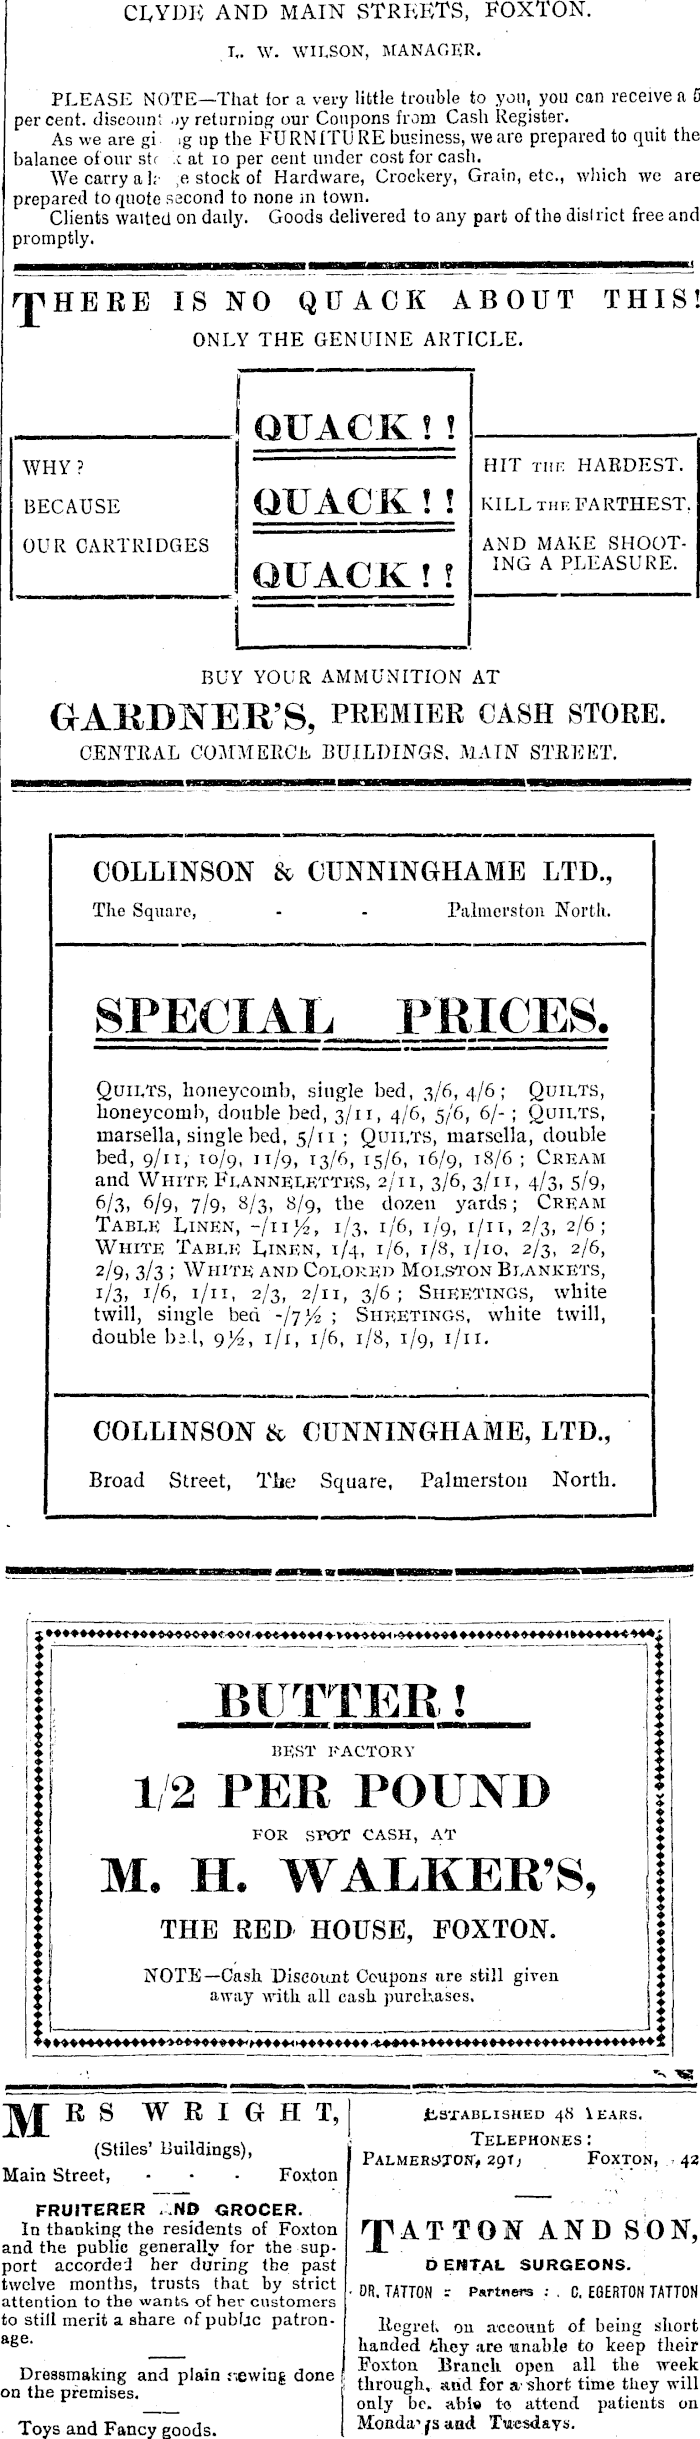 CLYDE AND MAIN STREETS, FOXTON.
L. W. WILSON, MANAGER.
PLEASE NOTE—That for a very little trouble to you, you can receive a 5
per cent. discount by returning our Coupons from Cash Register.
As we are gi g up the FURNITURE business, we are prepared to quit the
balance of our st k at 10 per cent under cost for cash.
We carry a la e stock of Hardware, Crockery, Grain, etc., which we are
prepared to quote second to none in town.
Clients waited on daily. Goods delivered to any part of the district free and
promptly.
THERE IS NO QUACK ABOUT THIS!
ONLY THE GENUINE ARTICLE.
WHY?
BECAUSE
OUR CARTRIDGES
QUACK!!
QUACK!!
QUACK!!
HIT THE HARDEST.
KILL THE FARTHEST.
AND MAKE SHOOT-
ING A PLEASURE.
BUY YOUR AMMUNITION AT
GARDNER'S, PREMIER CASH STORE.
CENTRAL COMMERCE BUILDINGS, MAIN STREET.
COLLINSON & CUNNINGHAME LTD.,
The Square, - - Palmerston North.
SPECIAL PRICES.
QUILTS, honeycomb, single bed, 3/6, 4/6; QUILTS,
honeycomb, double bed, 3/11, 4/6, 5/6, 6/-; QUILTS,
marsella, single bed, 5/11; QUILTS, marsella, double
bed, 9/11, 10/9, 11/9, 13/6, 15/6, 16/9, 18/6; CREAM
and WHITE FLANNELETTES, 2/11, 3/6, 3/11, 4/3, 5/9,
6/3, 6/9, 7/9, 8/3, 8/9, the dozen yards; CREAM
TABLE LINEN, -/11½, 1/3, 1/6, 1/9, 1/11, 2/3, 2/6;
WHITE TABLE LINEN, 1/4, 1/6, 1/8, 1/10, 2/3, 2/6,
2/9, 3/3; WHITE AND COLORED MOLSTON BLANKETS,
1/3, 1/6, 1/11, 2/3, 2/11, 3/6; SHEETINGS, white
twill, single bed -/7½; SHEETINGS, white twill,
double bed, 9½, 1/1, 1/6, 1/8, 1/9, 1/11.
COLLINSON & CUNNINGHAME, LTD.,
Broad Street, The Square, Palmerston North.
BUTTER!
BEST FACTORY
1/2 PER POUND
FOR SPOT CASH, AT
M. H. WALKER'S,
THE RED HOUSE, FOXTON.
NOTE—Cash Discount Coupons are still given
away with all cash purchases.
MRS WRIGHT,
(Stiles' Buildings),
Main Street, - - - Foxton
FRUITERER AND GROCER.
In thanking the residents of Foxton
and the public generally for the sup-
port accorded her during the past
twelve months, trusts that by strict
attention to the wants of her customers
to still merit a share of public patron-
age.
Dressmaking and plain sewing done
on the premises.
Toys and Fancy goods.
ESTABLISHED 48 YEARS.
TELEPHONES:
PALMERSTON, 297, FOXTON, 42
TATTON AND SON,
DENTAL SURGEONS.
DR. TATTON : Partners : C. EGERTON TATTON
Regret, on account of being short
handed they are unable to keep their
Foxton Branch open all the week
through, and for a short time they will
only be able to attend patients on
Mondays and Tuesdays.